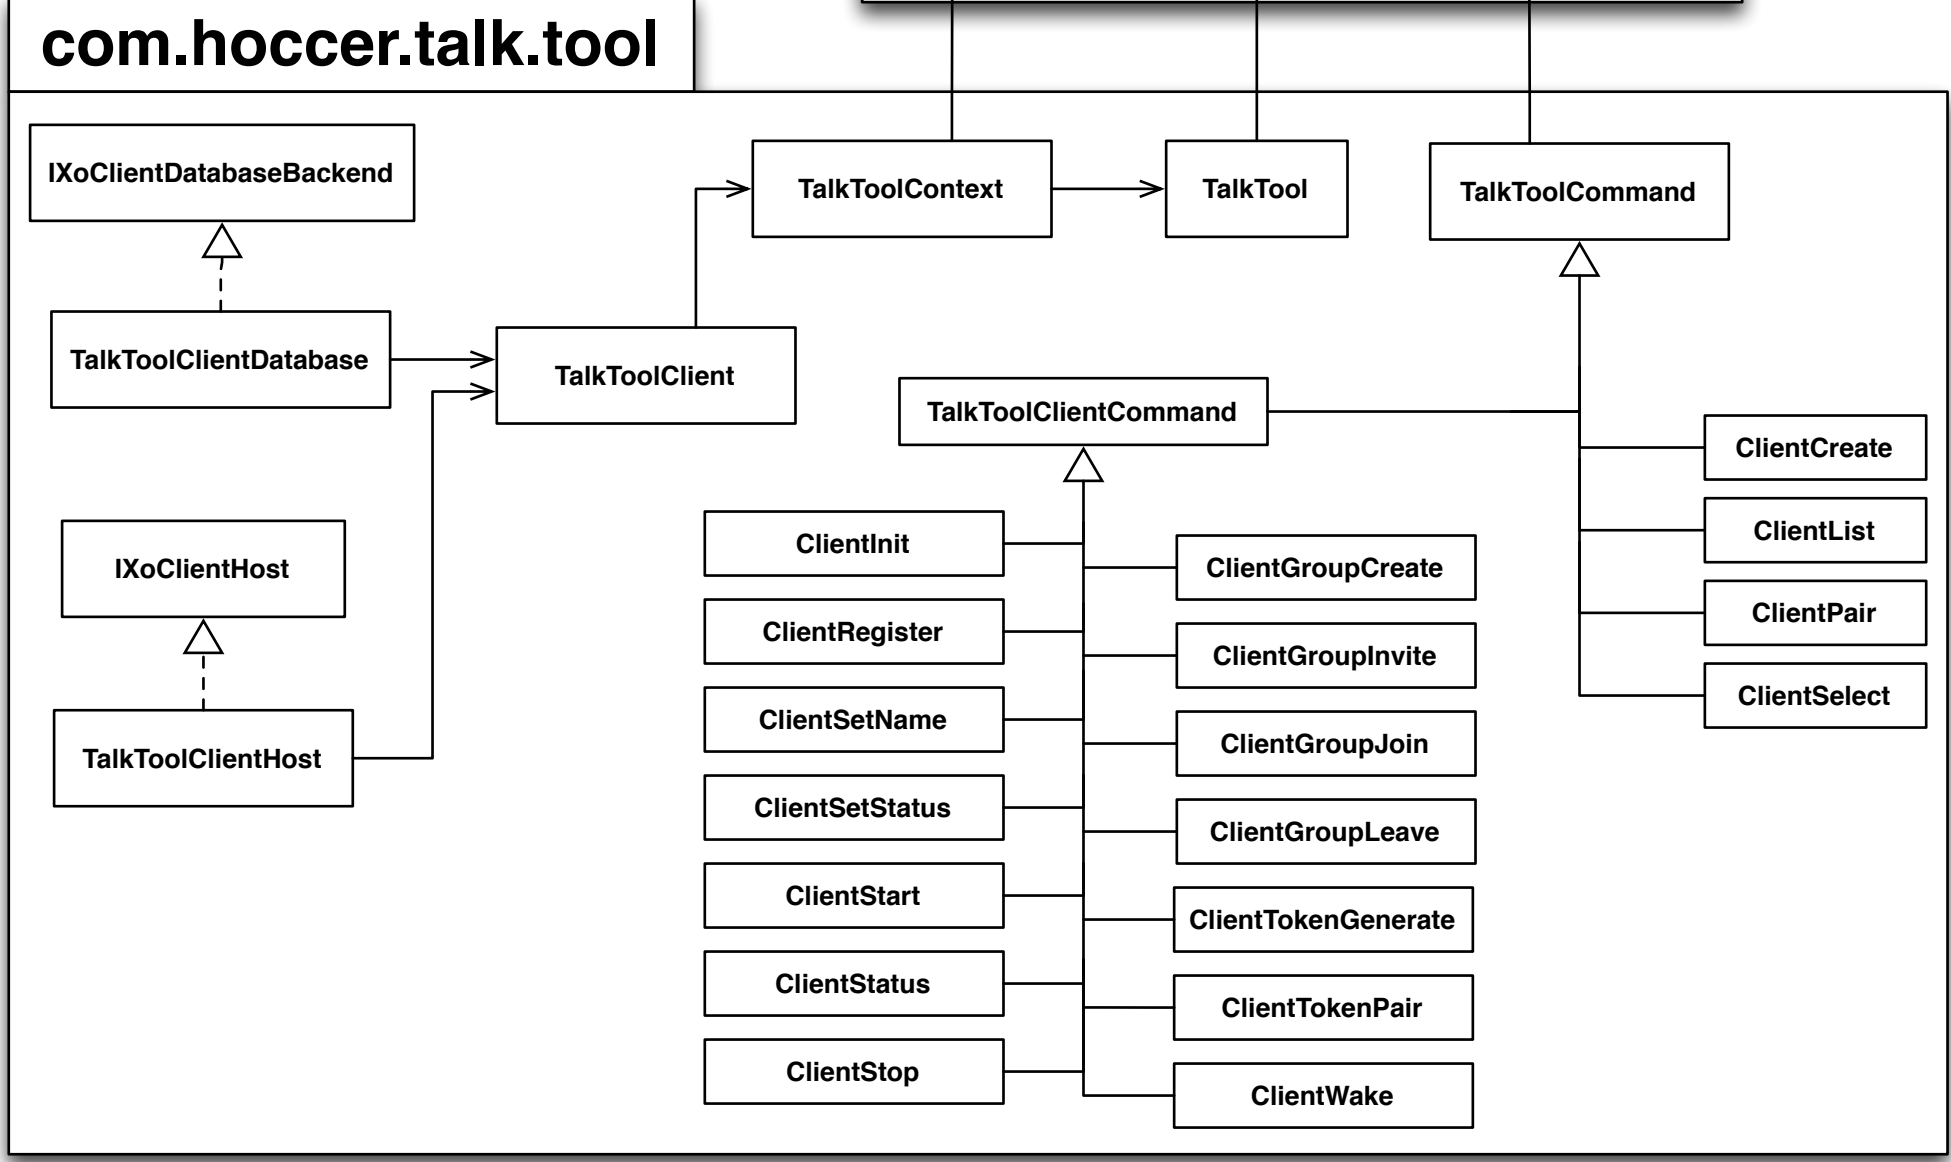 com.hoccer.talk.tool
IXoClientDatabaseBackend
TalkToolContext
TalkTool
TalkToolCommand
TalkToolClientDatabase
TalkToolClient
TalkToolClientCommand
ClientCreate
ClientList
ClientPair
ClientSelect
IXoClientHost
TalkToolClientHost
ClientInit
ClientRegister
ClientSetName
ClientSetStatus
ClientStart
ClientStatus
ClientStop
ClientGroupCreate
ClientGroupInvite
ClientGroupJoin
ClientGroupLeave
ClientTokenGenerate
ClientTokenPair
ClientWake